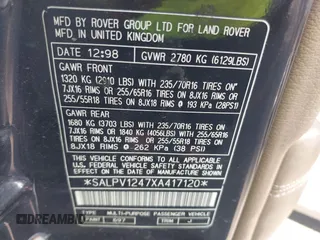 MFD BY ROVER GROUP LTD FOR LAND ROVER
IN UNITED KINGDOM
DATE 12:98 GVWR 2780 KG (6129LBS)
GAWR FRONT
1320 KG (2910 LBS) WITH 235/70R16 TIRES ON
7JX16 RIMS OR 255/65R16 TIRES ON 8JX16 RIMS OR
255/55R18 TIRES ON 8JX18 RIMS @ 193 KPA (28PSI)
GAWR REAR
1680 KG (3703 LBS) WITH 235/70R16 TIRES ON
7JX16 RIMS OR 1840 KG (4056LBS) WITH 255/65R16
TIRES ON 8JX16 RIMS OR 255/55R18 TIRES ON
8JX18 RIMS @ 262 KPA (38 PSI)
THIS VEHICLE CONFORMS TO ALL APPLICABLE
U.S. FEDERAL MOTOR VEHICLE SAFETY
STANDARDS IN EFFECT ON THE DATE OF
MANUFACTURE SHOWN ABOVE
*SALPV1247XA417120*
TYPE MULTI-PURPOSE PASSENGER VEHICLE
PAINT